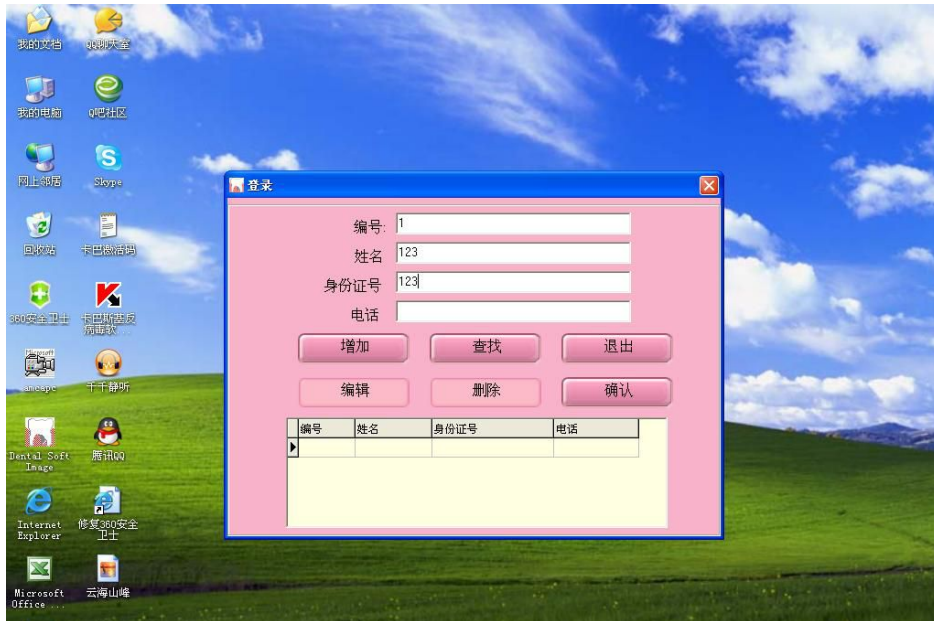 我的文档
QQ聊天室
我的电脑
Q吧社区
网上邻居
Skype
回收站
卡巴激活码
360安全卫士
卡巴斯基反
病毒软...
amcapc
千千静听
Dental Soft
Image
腾讯QQ
Internet
Explorer
修复360安全
卫士
Microsoft
Office ...
云海山峰
登录
编号: 1
姓名 123
身份证号 123
电话
增加 查找 退出
编辑 删除 确认
编号 姓名 身份证号 电话